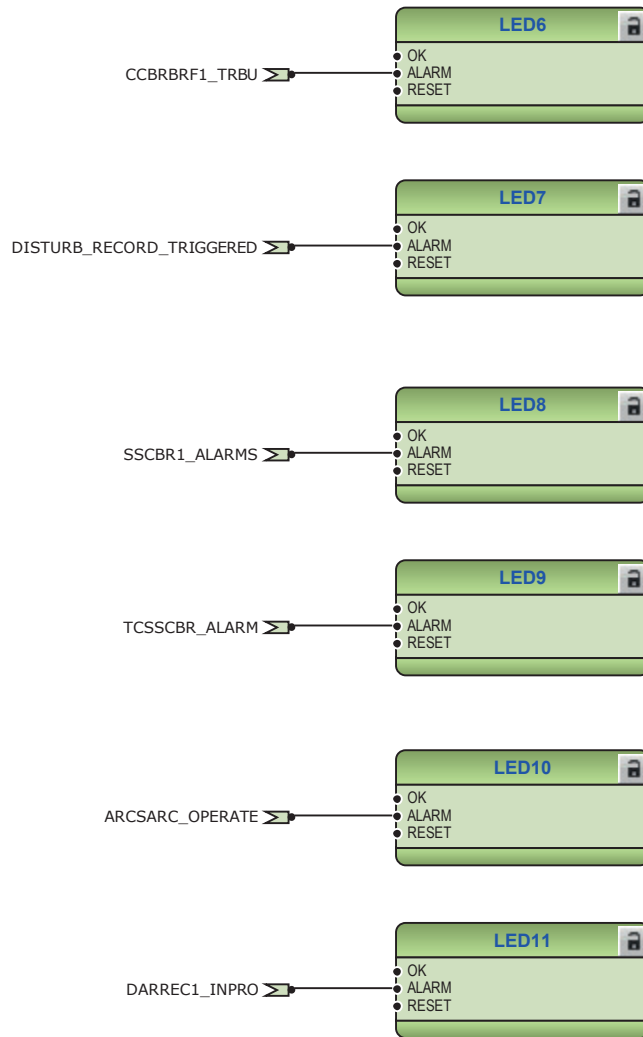 LED6
OK
CCBRBRF1_TRBU ALARM
RESET
LED7
OK
DISTURB_RECORD_TRIGGERED ALARM
RESET
LED8
OK
SSCBR1_ALARMS ALARM
RESET
LED9
OK
TCSSCBR_ALARM ALARM
RESET
LED10
OK
ARCSARC_OPERATE ALARM
RESET
LED11
OK
DARREC1_INPRO ALARM
RESET